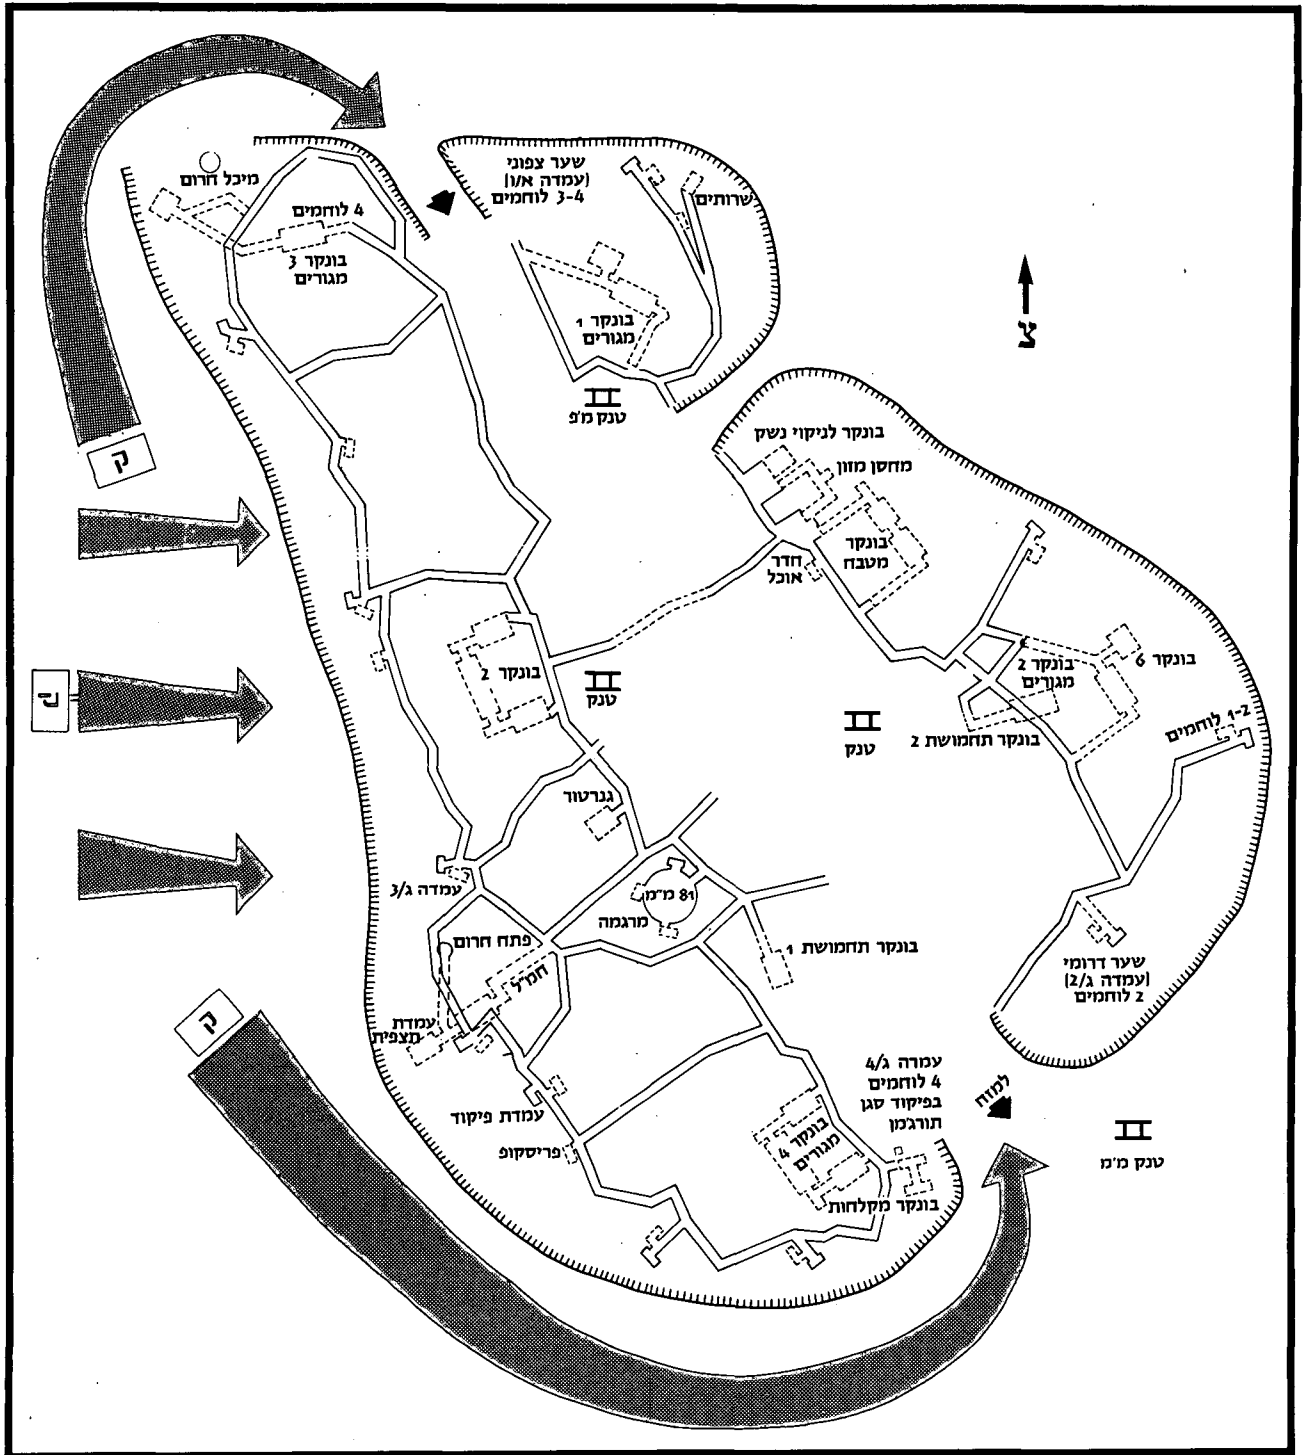 שער צפוני
(עמדה א/ו)
3-4 לוחמים
שרותים
מיכל חרום
4 לוחמים
בונקר 3
מגורים
בונקר 1
מגורים
צ
טנק מ"פ
ק
בונקר לניקוי נשק
מחסן מזון
בונקר
מטבח
חדר
אוכל
בונקר 6
בונקר 2
מגורים
בונקר 2
טנק
ק
טנק
בונקר תחמושת 2
1-2 לוחמים
גנרטור
עמדה ג/3
81 מ"מ
מרגמה
פתח חרום
בונקר תחמושת 1
חמ"ל
שער דרומי
(עמדה ג/2)
2 לוחמים
ק
עמדת
תצפית
עמדה ג/4
4 לוחמים
בפיקוד סגן
תורג'מן
למזח
עמדת פיקוד
בונקר 4
מגורים
פריסקופ
טנק מ"מ
בונקר מקלחות